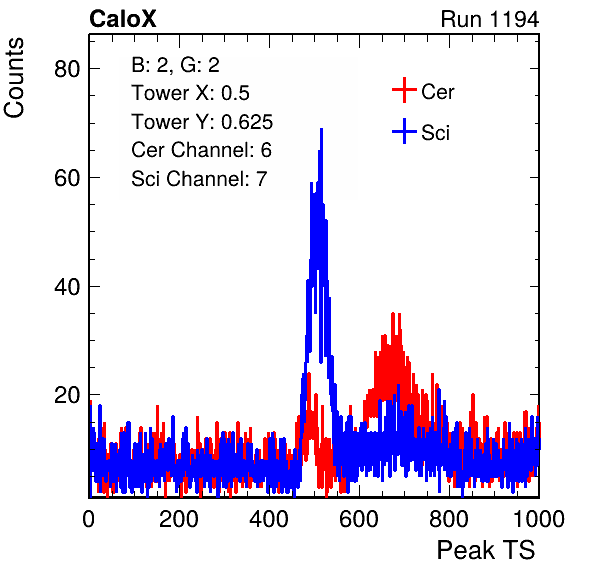 CaloX Run 1194
Counts
B: 2, G: 2
Tower X: 0.5
Tower Y: 0.625
Cer Channel: 6
Sci Channel: 7
Cer
Sci
80
60
40
20
0 200 400 600 800 1000
Peak TS